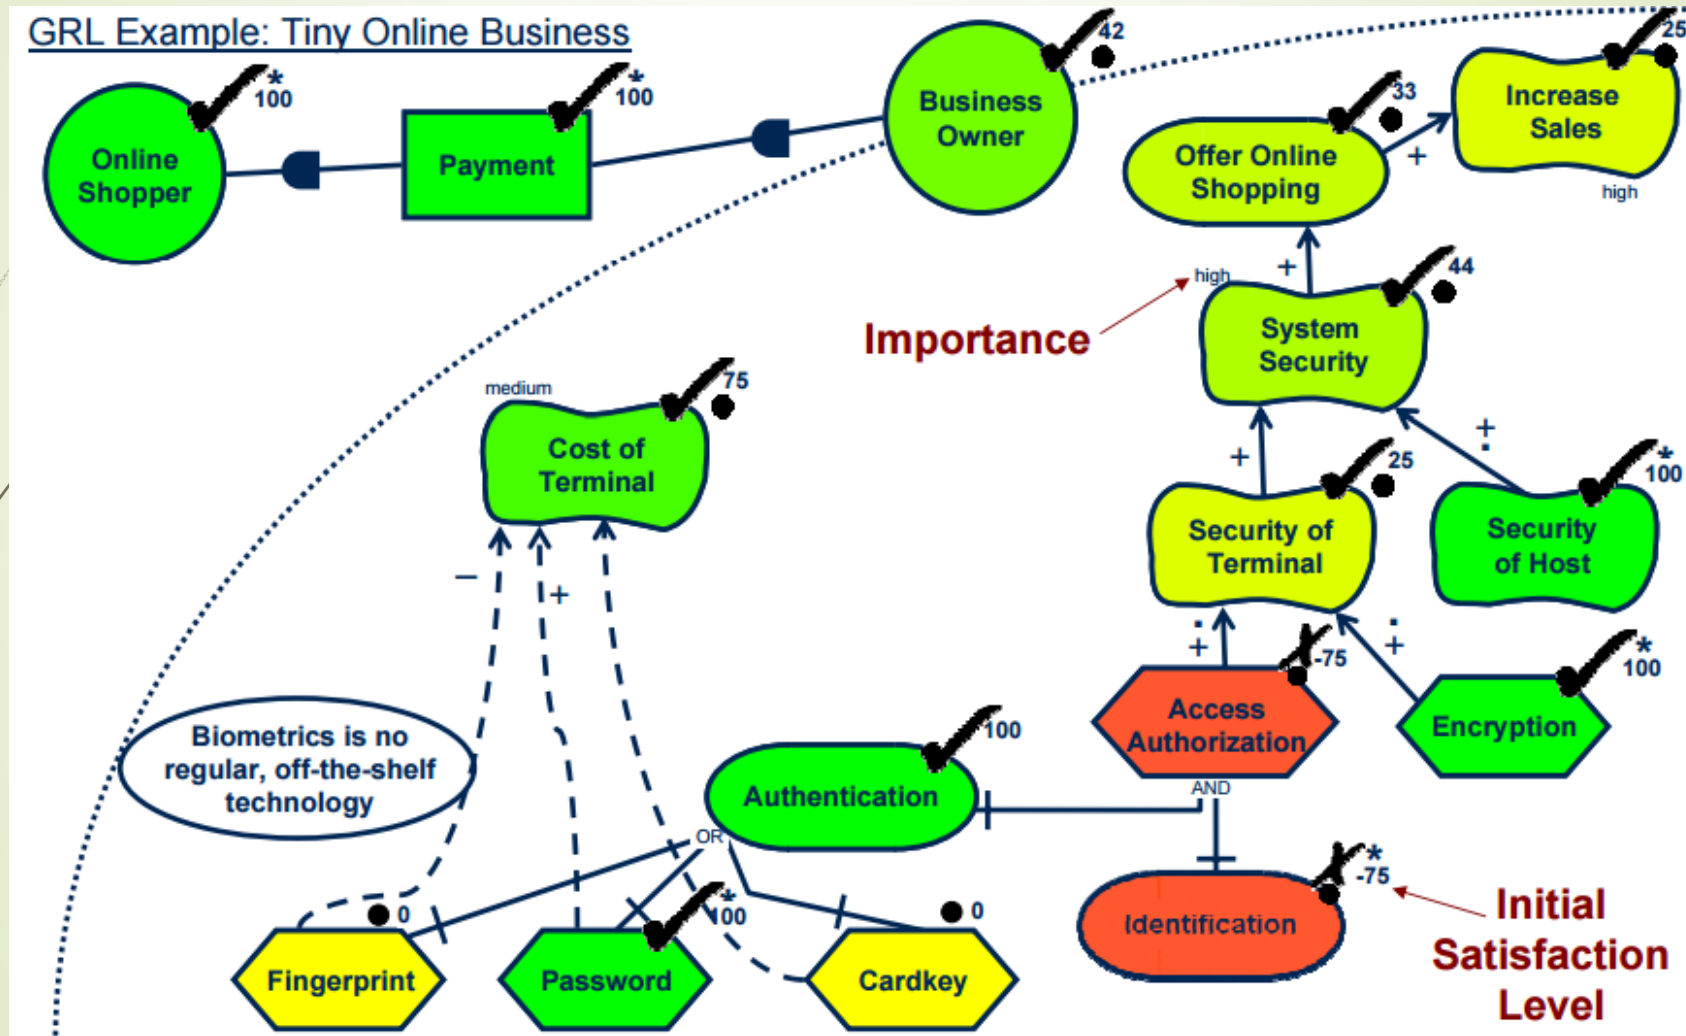 GRL Example: Tiny Online Business
*
100
Online
Shopper
*
100
Payment
42
Business
Owner
33
Offer Online
Shopping
+
25
Increase
Sales
high
+
high
44
System
Security
Importance
medium
75
Cost of
Terminal
–
+
+
25
Security of
Terminal
+
*
100
Security
of Host
+
-75
Access
Authorization
AND
+
*
100
Encryption
Biometrics is no
regular, off-the-shelf
technology
100
Authentication
OR
0
Fingerprint
*
100
Password
0
Cardkey
*
-75
Identification
Initial
Satisfaction
Level